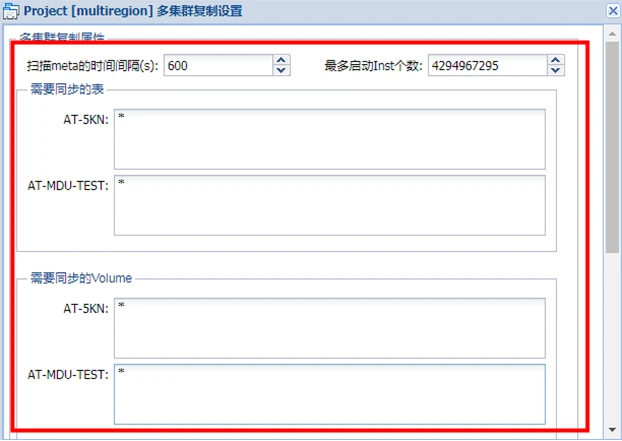 Project [multiregion] 多集群复制设置
多集群复制属性
扫描meta的时间间隔(s): 600 最多启动Inst个数: 4294967295
需要同步的表
AT-5KN: *
AT-MDU-TEST: *
需要同步的Volume
AT-5KN: *
AT-MDU-TEST: *